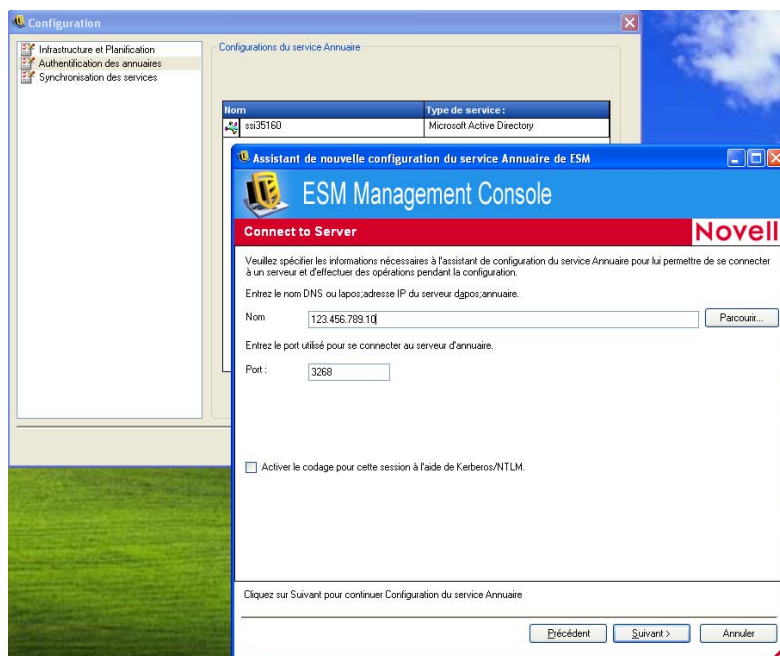 Configuration
Infrastructure et Planification
Authentification des annuaires
Synchronisation des services
Configurations du service Annuaire
Nom
Type de service :
ssi35160
Microsoft Active Directory
Assistant de nouvelle configuration du service Annuaire de ESM
ESM Management Console
Connect to Server
Novell
Veuillez spécifier les informations nécessaires à l'assistant de configuration du service Annuaire pour lui permettre de se connecter
à un serveur et d'effectuer des opérations pendant la configuration.
Entrez le nom DNS ou lapos;adresse IP du serveur dapos;annuaire.
Nom
123.456.789.10
Parcourir...
Entrez le port utilisé pour se connecter au serveur d'annuaire.
Port :
3268
Activer le codage pour cette session à l'aide de Kerberos/NTLM.
Cliquez sur Suivant pour continuer Configuration du service Annuaire
Précédent
Suivant >
Annuler